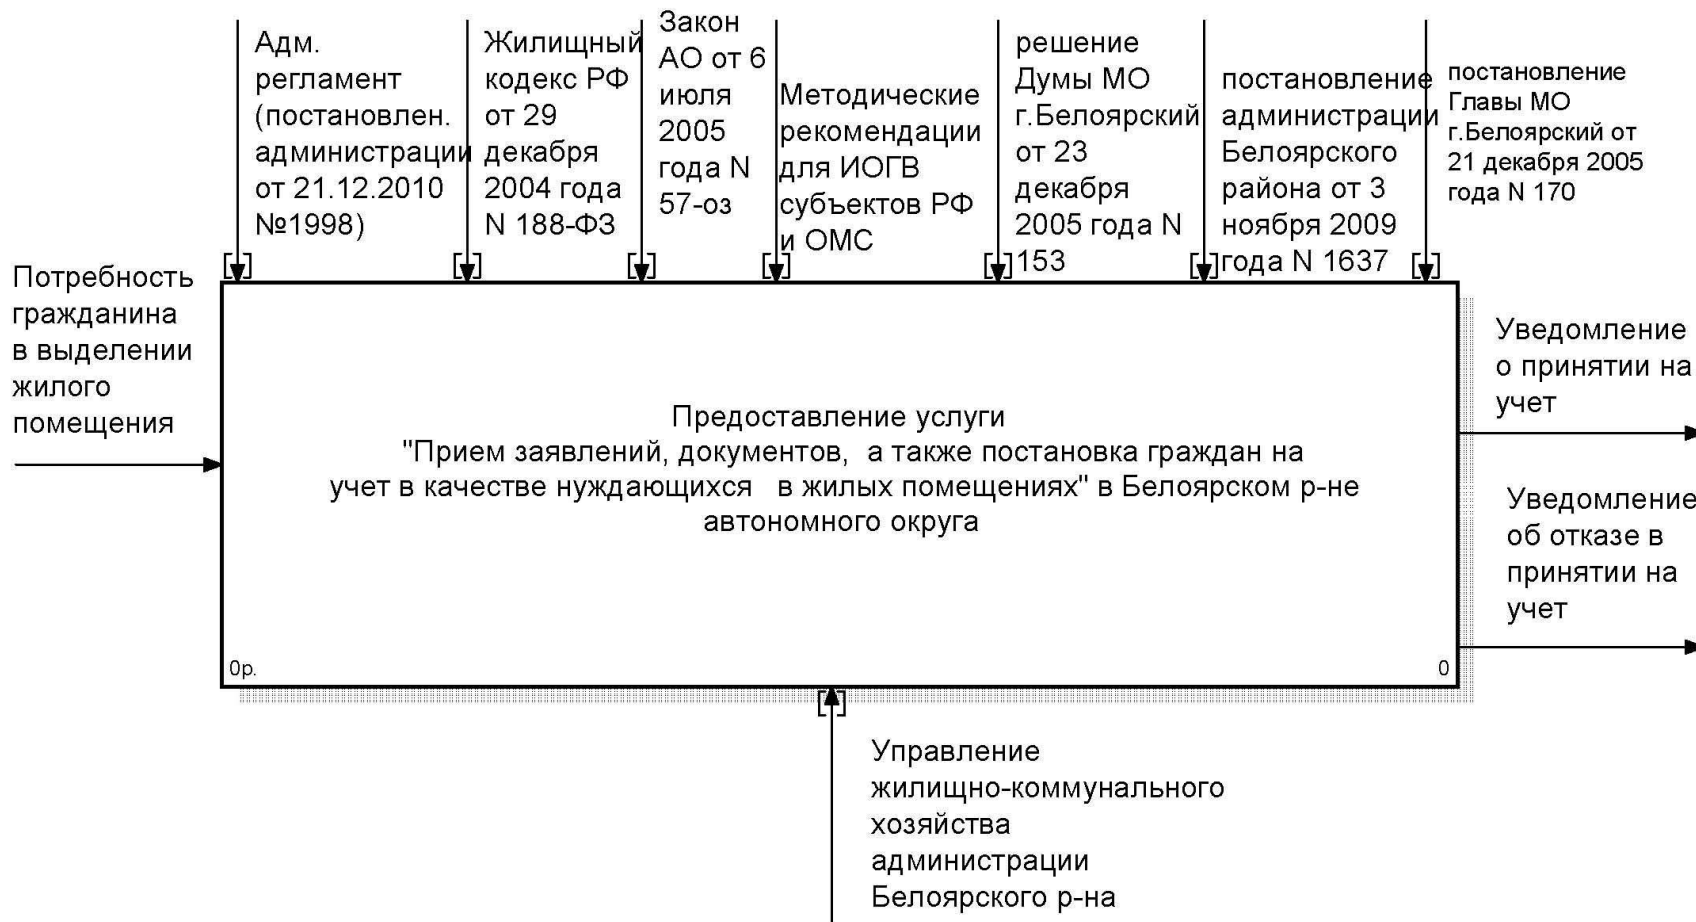 Адм.
регламент
(постановлен.
администрации
от 21.12.2010
№1998)
Жилищный
кодекс РФ
от 29
декабря
2004 года
N 188-ФЗ
Закон
АО от 6
июля
2005
года N
57-оз
Методические
рекомендации
для ИОГВ
субъектов РФ
и ОМС
решение
Думы МО
г.Белоярский
от 23
декабря
2005 года N
153
постановление
администрации
Белоярского
района от 3
ноября 2009
года N 1637
постановление
Главы МО
г.Белоярский от
21 декабря 2005
года N 170
Потребность
гражданина
в выделении
жилого
помещения
Предоставление услуги
"Прием заявлений, документов, а также постановка граждан на
учет в качестве нуждающихся в жилых помещениях" в Белоярском р-не
автономного округа
0р.
0
Уведомление
о принятии на
учет
Уведомление
об отказе в
принятии на
учет
Управление
жилищно-коммунального
хозяйства
администрации
Белоярского р-на